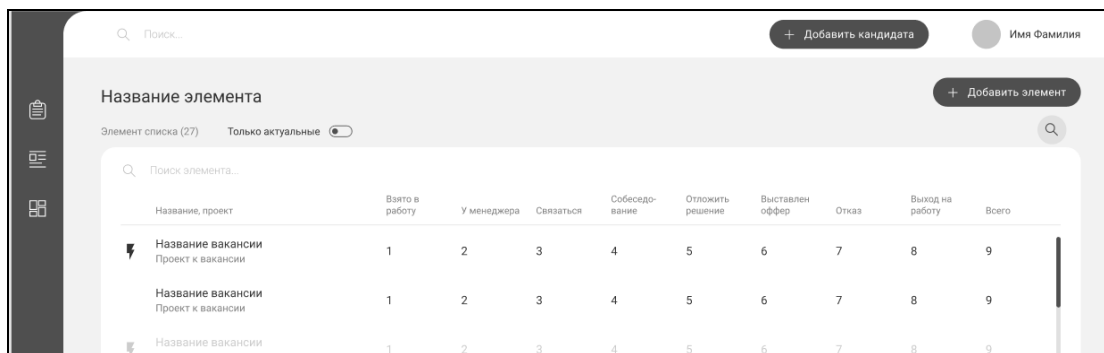 Поиск...
+ Добавить кандидата
Имя Фамилия
Название элемента
+ Добавить элемент
Элемент списка (27)
Только актуальные
Поиск элемента...
Название, проект
Взято в
работу
У менеджера
Связаться
Собеседо-
вание
Отложить
решение
Выставлен
оффер
Отказ
Выход на
работу
Всего
Название вакансии
Проект к вакансии
1 2 3 4 5 6 7 8 9
Название вакансии
Проект к вакансии
1 2 3 4 5 6 7 8 9
Название вакансии
1 2 3 4 5 6 7 8 9